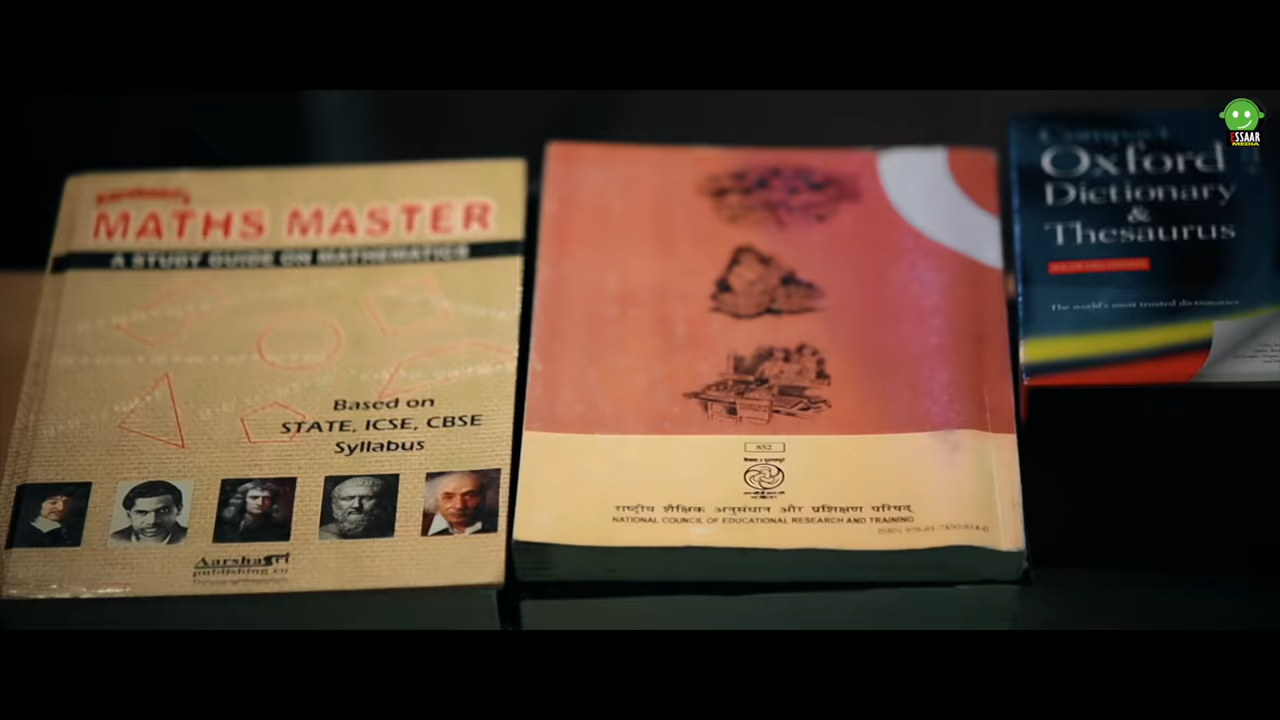 MATHS MASTER
A STUDY GUIDE ON MATHEMATICS
Based on
STATE, ICSE, CBSE
Syllabus
Aarshasri
publishing co
852
राष्ट्रीय शैक्षिक अनुसंधान और प्रशिक्षण परिषद्
NATIONAL COUNCIL OF EDUCATIONAL RESEARCH AND TRAINING
Compact
Oxford
Dictionary
&
Thesaurus
The world's most trusted dictionaries
ESSAAR
MEDIA